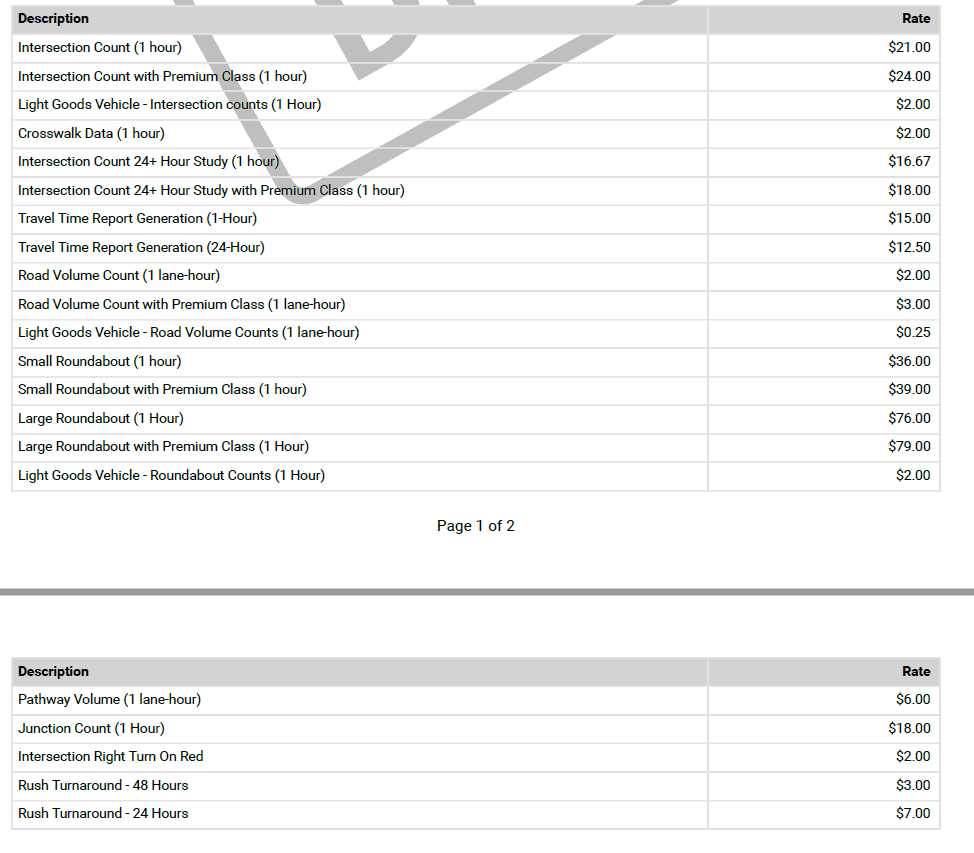 Description Rate
Intersection Count (1 hour) $21.00
Intersection Count with Premium Class (1 hour) $24.00
Light Goods Vehicle - Intersection counts (1 Hour) $2.00
Crosswalk Data (1 hour) $2.00
Intersection Count 24+ Hour Study (1 hour) $16.67
Intersection Count 24+ Hour Study with Premium Class (1 hour) $18.00
Travel Time Report Generation (1-Hour) $15.00
Travel Time Report Generation (24-Hour) $12.50
Road Volume Count (1 lane-hour) $2.00
Road Volume Count with Premium Class (1 lane-hour) $3.00
Light Goods Vehicle - Road Volume Counts (1 lane-hour) $0.25
Small Roundabout (1 hour) $36.00
Small Roundabout with Premium Class (1 hour) $39.00
Large Roundabout (1 Hour) $76.00
Large Roundabout with Premium Class (1 Hour) $79.00
Light Goods Vehicle - Roundabout Counts (1 Hour) $2.00
Page 1 of 2
Description Rate
Pathway Volume (1 lane-hour) $6.00
Junction Count (1 Hour) $18.00
Intersection Right Turn On Red $2.00
Rush Turnaround - 48 Hours $3.00
Rush Turnaround - 24 Hours $7.00